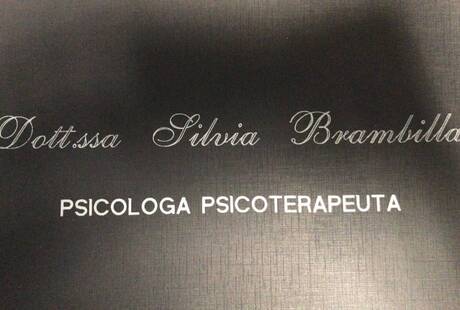 Dott.ssa Silvia Brambilla
PSICOLOGA PSICOTERAPEUTA